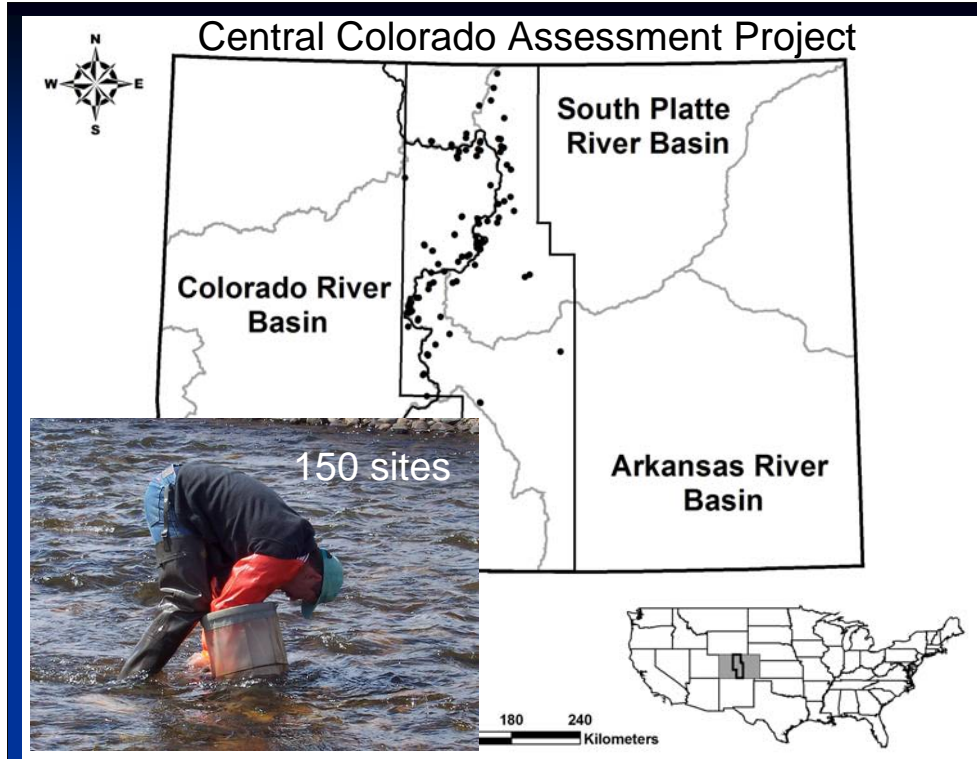 Central Colorado Assessment Project
N
W E
S
South Platte
River Basin
Colorado River
Basin
150 sites
Arkansas River
Basin
180 240
Kilometers